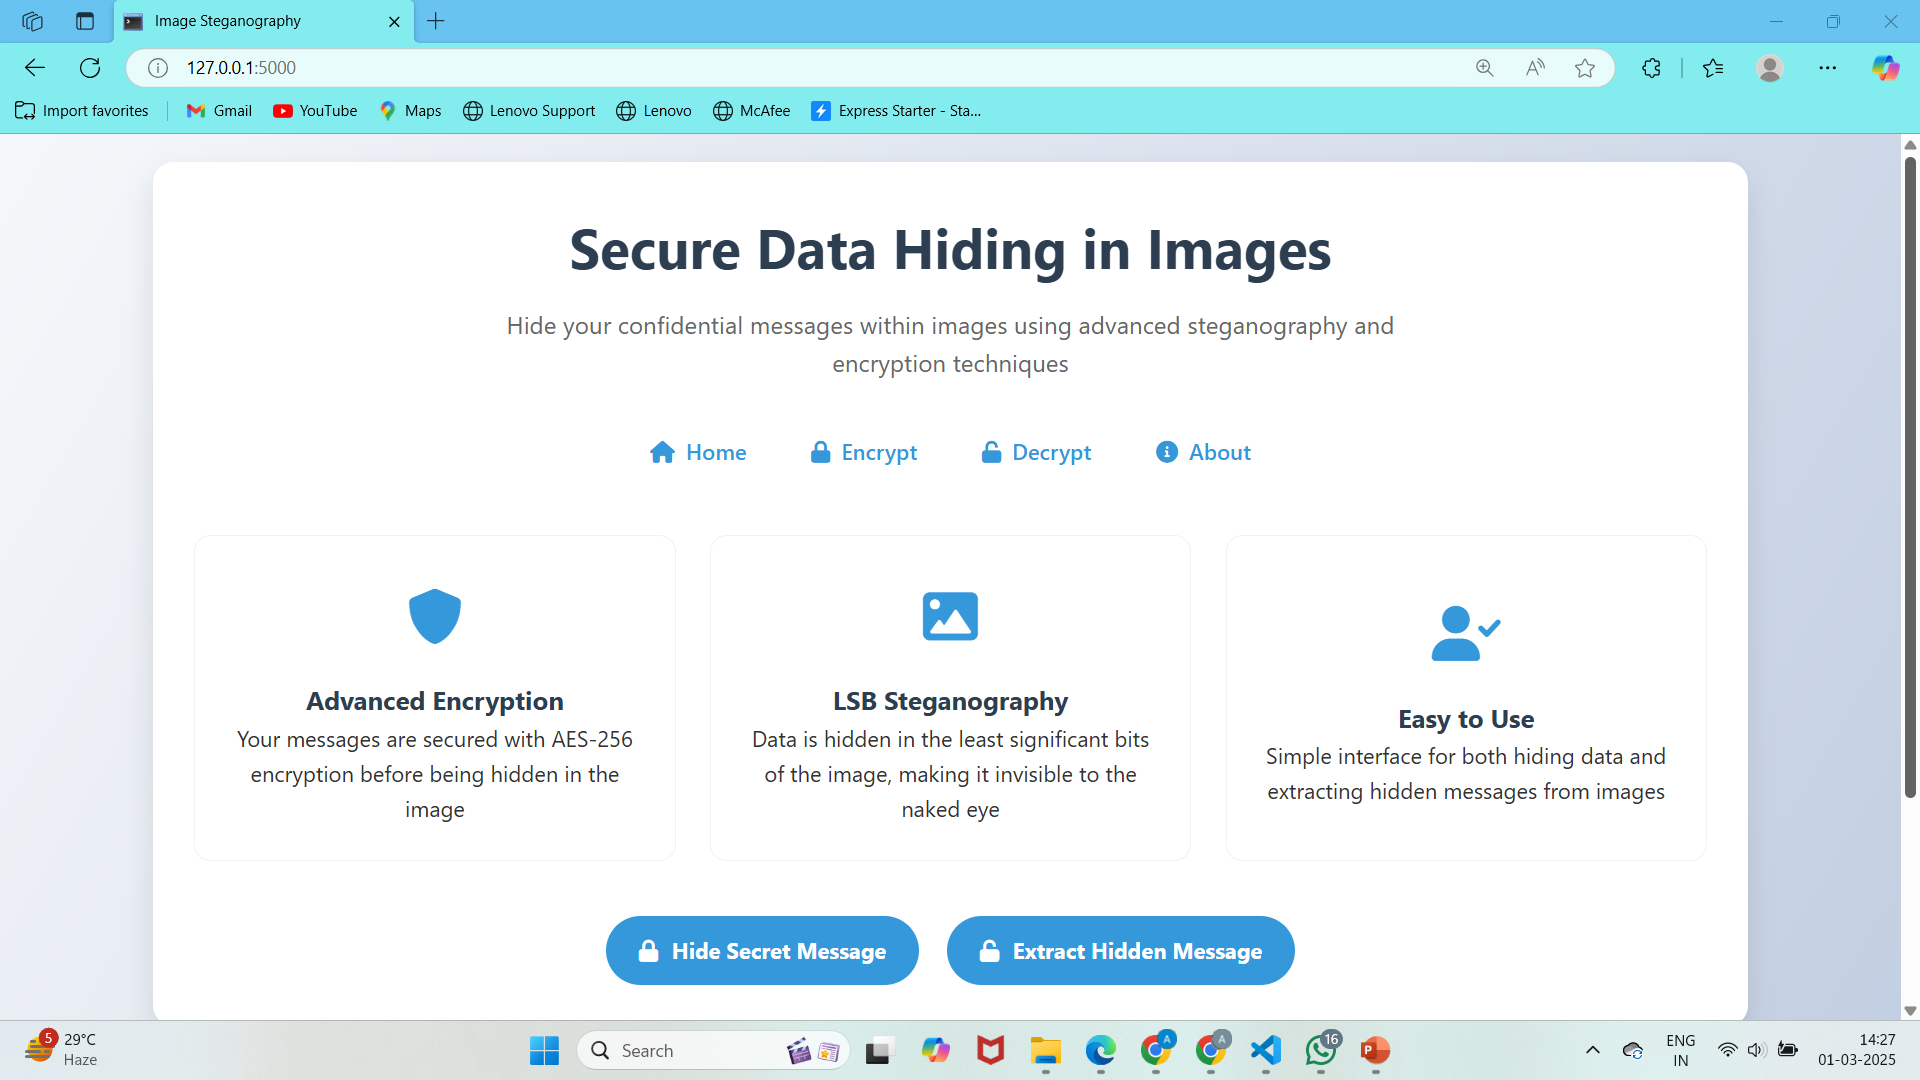 Image Steganography
127.0.0.1:5000
Import favorites
Gmail
YouTube
Maps
Lenovo Support
Lenovo
McAfee
Express Starter - Sta...
Secure Data Hiding in Images
Hide your confidential messages within images using advanced steganography and
encryption techniques
Home
Encrypt
Decrypt
About
Advanced Encryption
Your messages are secured with AES-256
encryption before being hidden in the
image
LSB Steganography
Data is hidden in the least significant bits
of the image, making it invisible to the
naked eye
Easy to Use
Simple interface for both hiding data and
extracting hidden messages from images
Hide Secret Message
Extract Hidden Message
5
29°C
Haze
Search
A
A
16
P
ENG
IN
14:27
01-03-2025